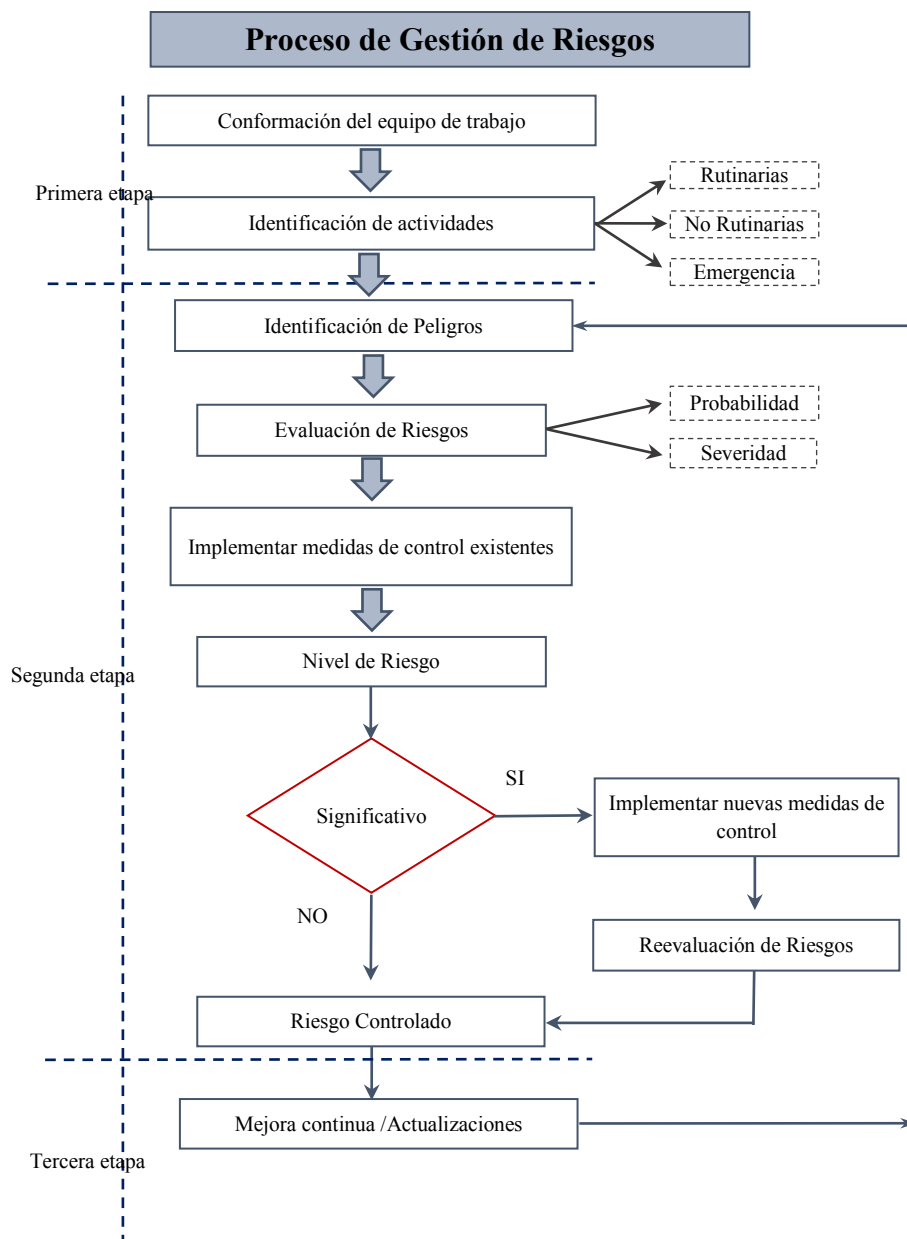 Proceso de Gestión de Riesgos
Conformación del equipo de trabajo
Primera etapa
Rutinarias
Identificación de actividades
No Rutinarias
Emergencia
Identificación de Peligros
Probabilidad
Evaluación de Riesgos
Severidad
Implementar medidas de control existentes
Segunda etapa
Nivel de Riesgo
Significativo
SI
Implementar nuevas medidas de
control
NO
Reevaluación de Riesgos
Riesgo Controlado
Mejora continua /Actualizaciones
Tercera etapa